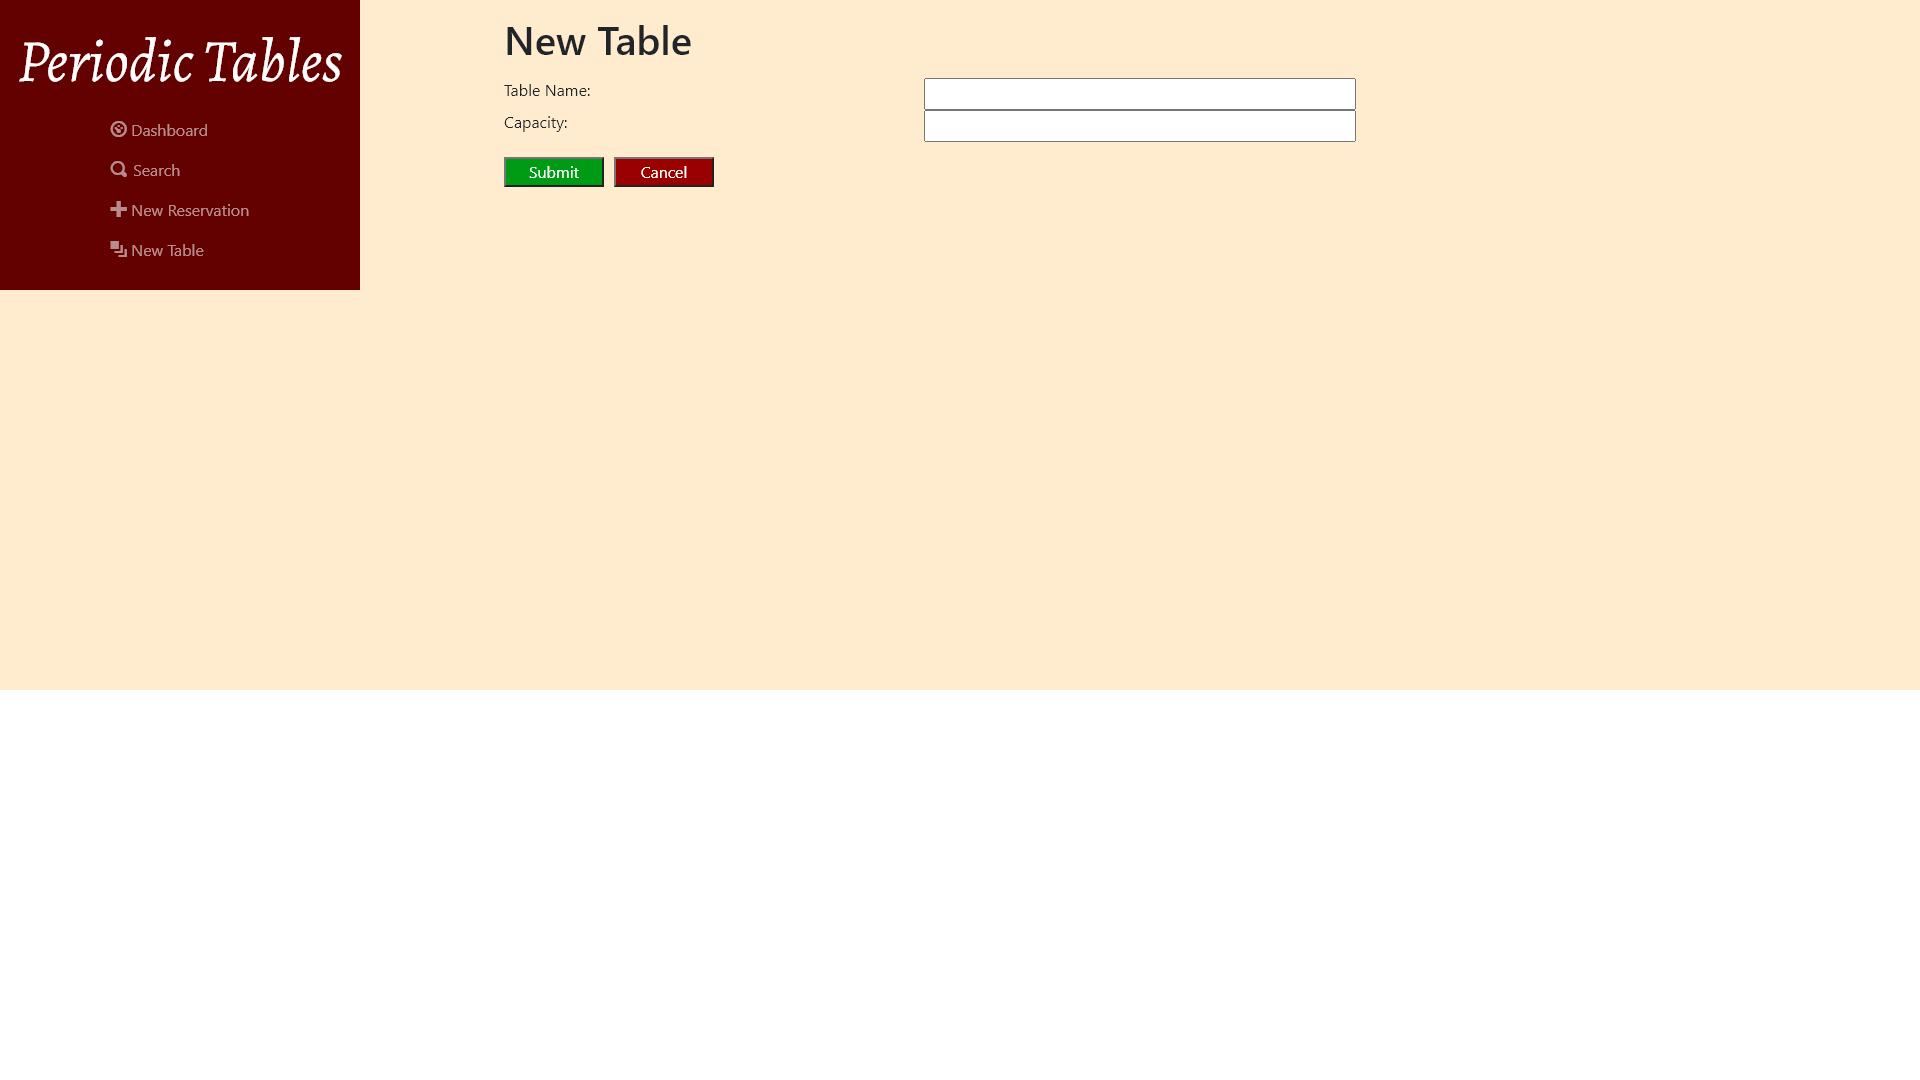 Periodic Tables
Dashboard
Search
New Reservation
New Table
New Table
Table Name:
Capacity:
Submit Cancel